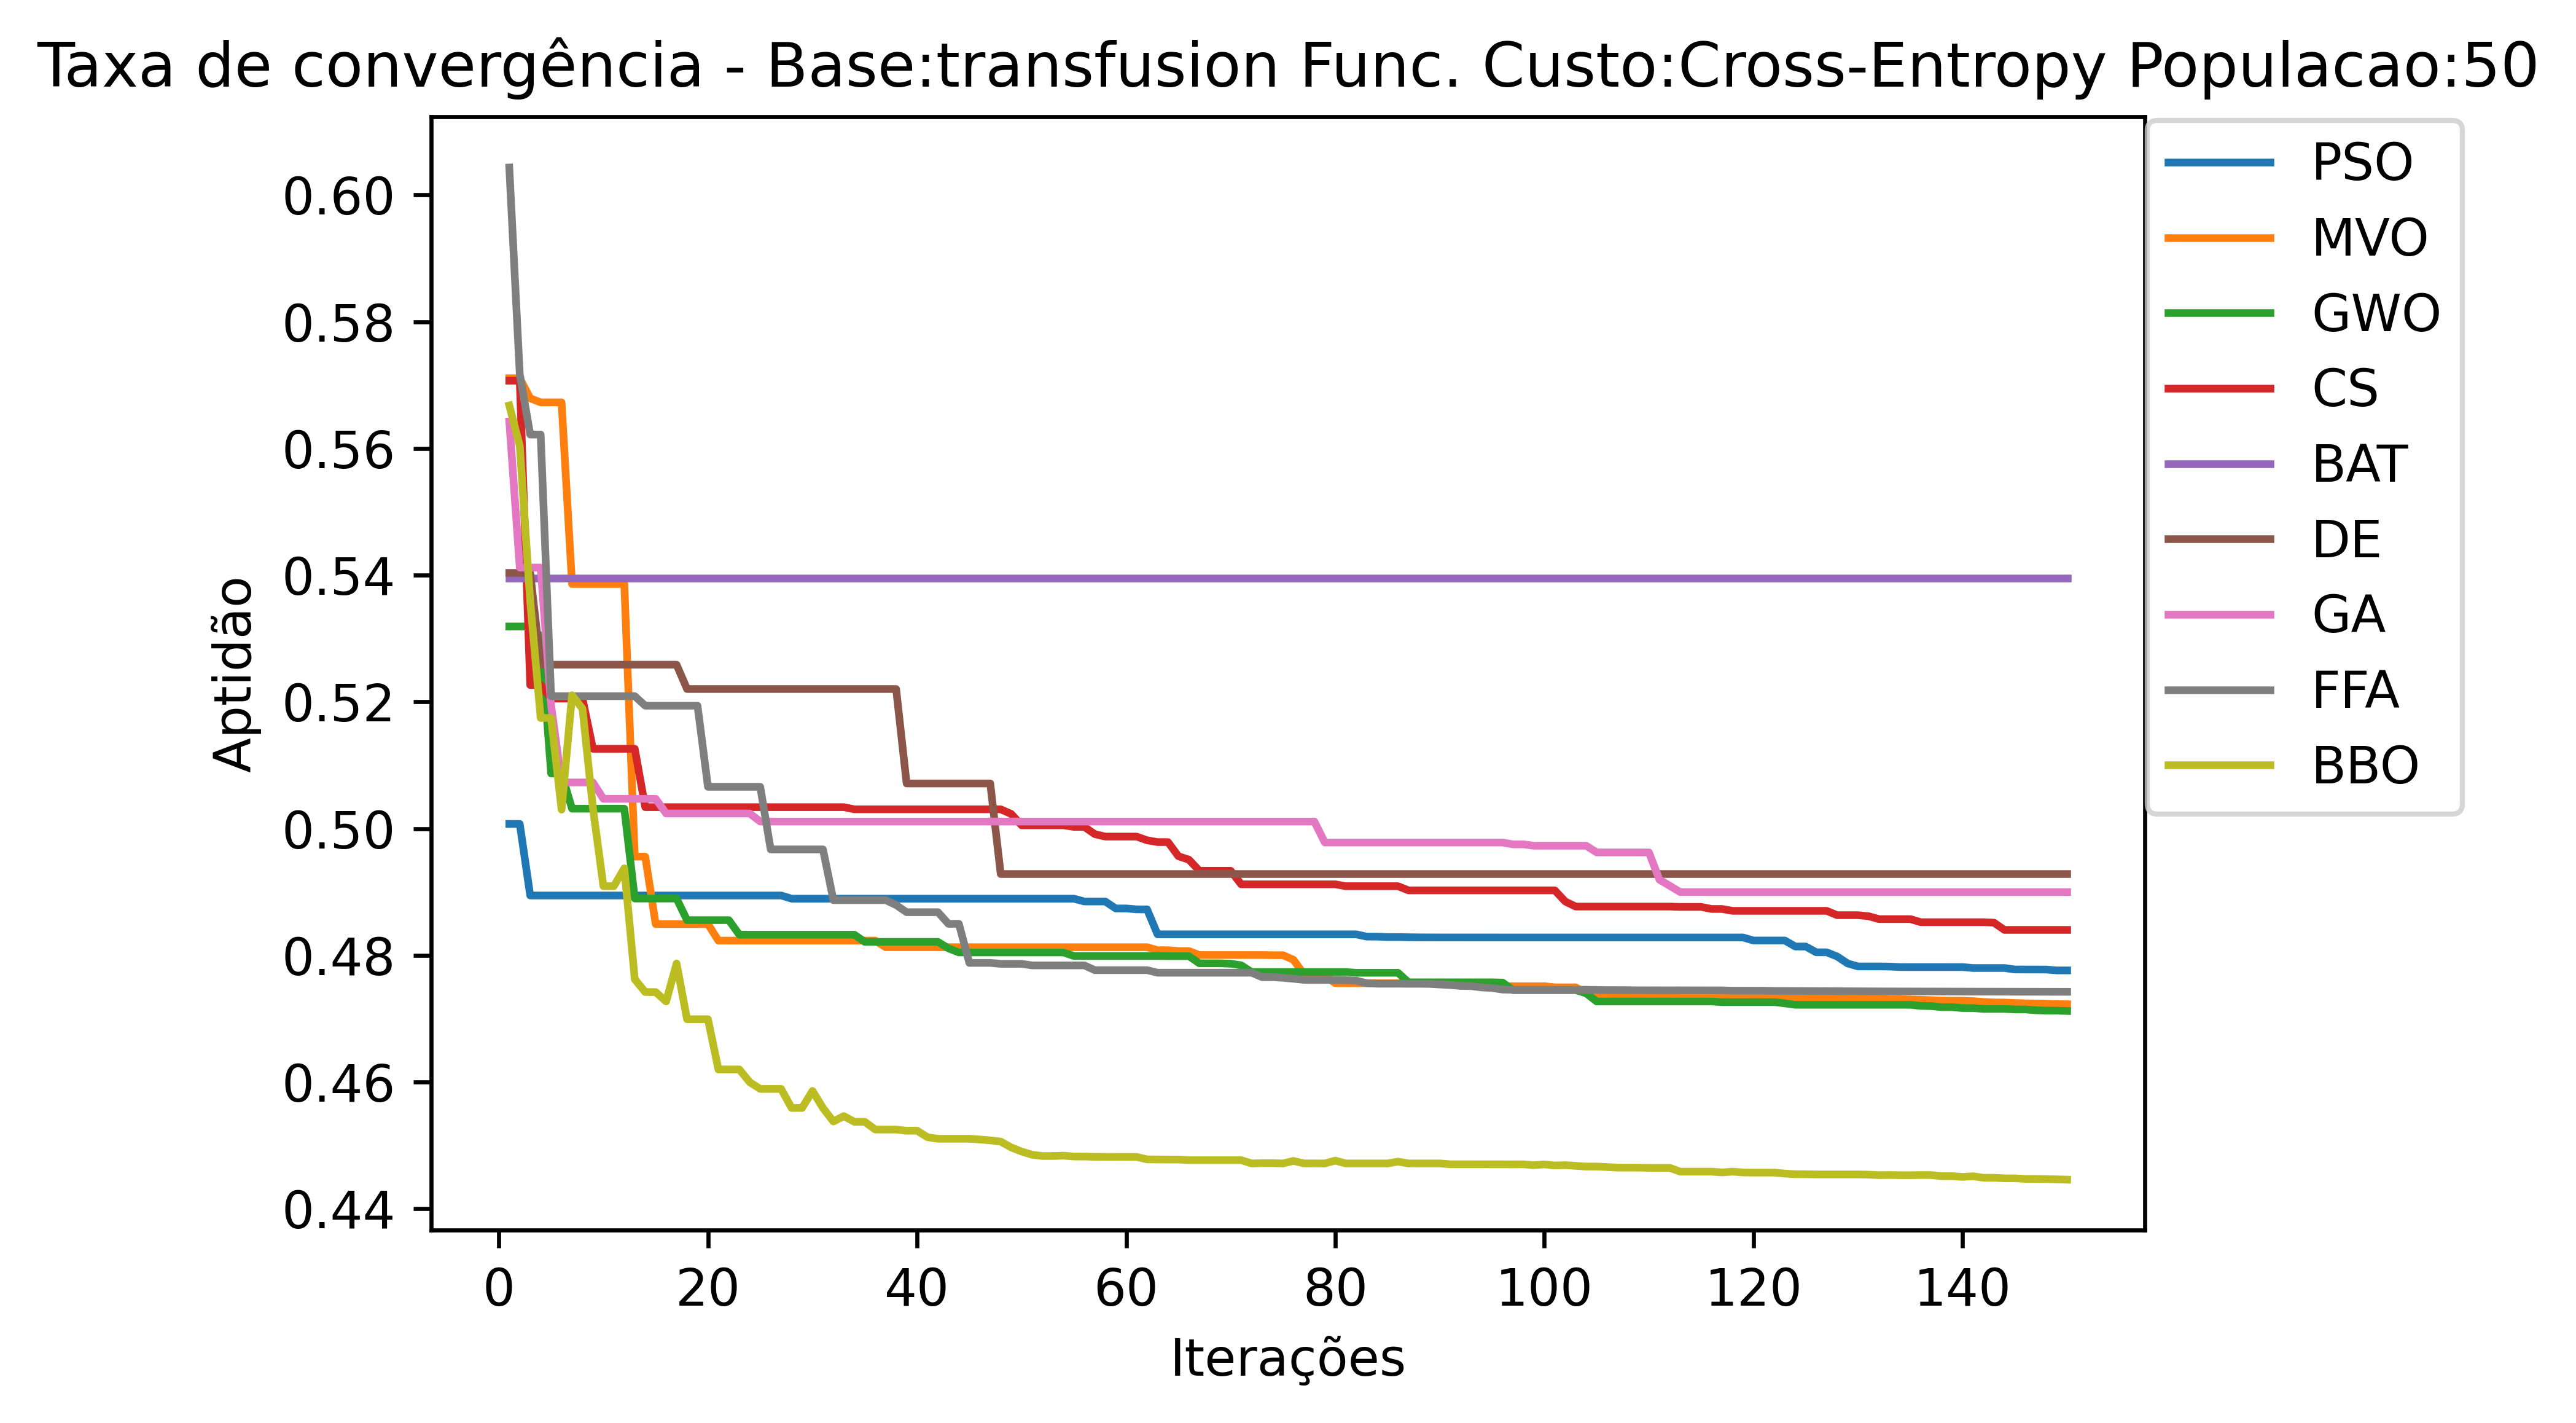 Taxa de convergência - Base:transfusion Func. Custo:Cross-Entropy Populacao:50
PSO
MVO
GWO
CS
BAT
DE
GA
FFA
BBO
Aptidão
0.60
0.58
0.56
0.54
0.52
0.50
0.48
0.46
0.44
0
20
40
60
80
100
120
140
Iterações